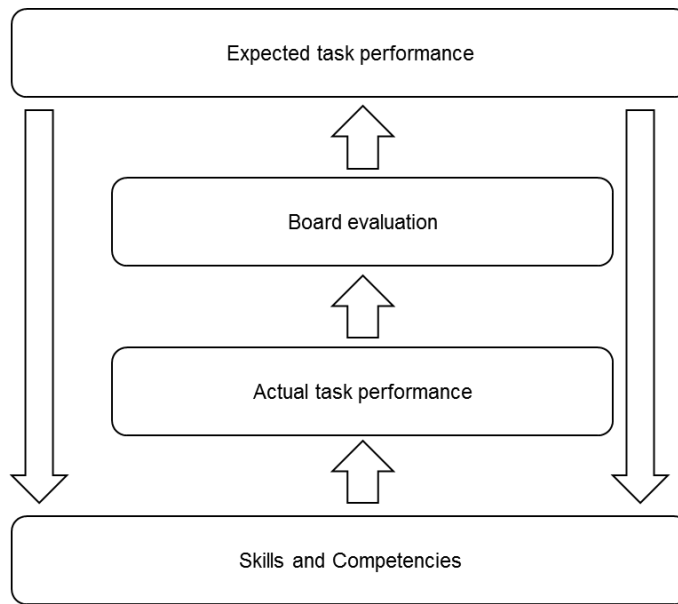 Expected task performance
Board evaluation
Actual task performance
Skills and Competencies